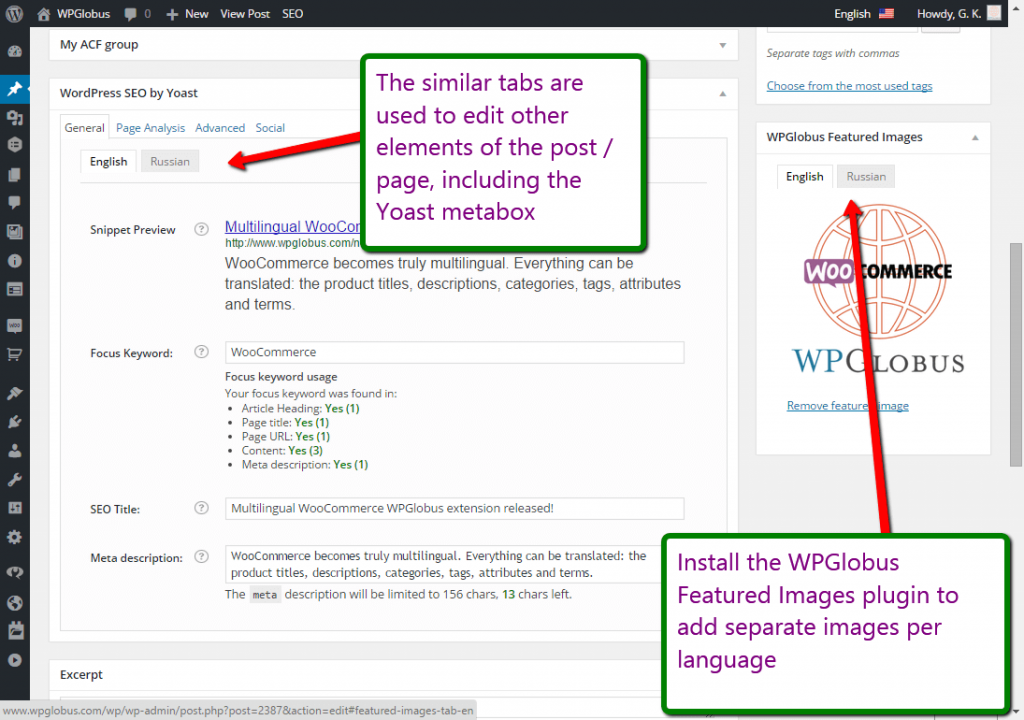 WPGlobus 0 New View Post SEO English Howdy, G. K.
My ACF group
WordPress SEO by Yoast
General Page Analysis Advanced Social
English Russian
The similar tabs are
used to edit other
elements of the post /
page, including the
Yoast metabox
Snippet Preview ?
Multilingual WooCo
http://www.wpglobus.com/n
WooCommerce becomes truly multilingual. Everything can be
translated: the product titles, descriptions, categories, tags, attributes
and terms.
Focus Keyword: ? WooCommerce
Focus keyword usage
Your focus keyword was found in:
• Article Heading: Yes (1)
• Page title: Yes (1)
• Page URL: Yes (1)
• Content: Yes (3)
• Meta description: Yes (1)
SEO Title: ? Multilingual WooCommerce WPGlobus extension released!
Meta description: ? WooCommerce becomes truly multilingual. Everything can be translated: the
product titles, descriptions, categories, tags, attributes and terms.
The meta description will be limited to 156 chars, 13 chars left.
Excerpt
Separate tags with commas
Choose from the most used tags
WPGlobus Featured Images
English Russian
WOOCOMMERCE
WPGLOBUS
Remove featured image
Install the WPGlobus
Featured Images plugin to
add separate images per
language
www.wpglobus.com/wp/wp-admin/post.php?post=2387&action=edit#featured-images-tab-en